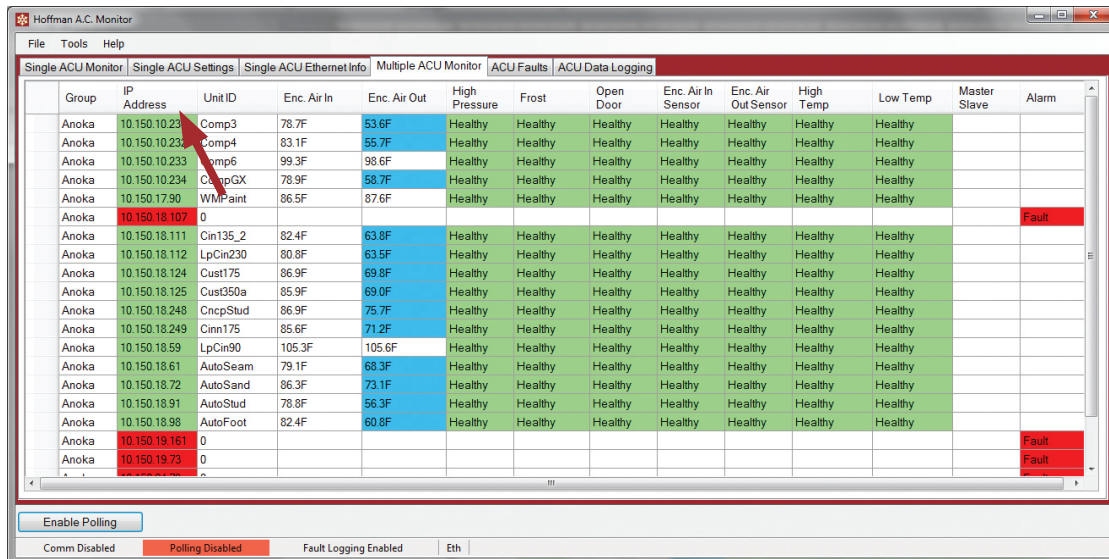 Hoffman A.C. Monitor
File Tools Help
Single ACU Monitor Single ACU Settings Single ACU Ethernet Info Multiple ACU Monitor ACU Faults ACU Data Logging
Group IP Address Unit ID Enc. Air In Enc. Air Out High Pressure Frost Open Door Enc. Air In Sensor Enc. Air Out Sensor High Temp Low Temp Master Slave Alarm
Anoka Comp3 78.7F 53.6F Healthy Healthy Healthy Healthy Healthy Healthy Healthy
Anoka 10.150.10.232 Comp4 83.1F 55.7F Healthy Healthy Healthy Healthy Healthy Healthy Healthy
Anoka 10.150.10.233 Comp6 99.3F 98.6F Healthy Healthy Healthy Healthy Healthy Healthy Healthy
Anoka 10.150.10.234 CompGX 78.9F 58.7F Healthy Healthy Healthy Healthy Healthy Healthy Healthy
Anoka 10.150.17.90 WMPaint 86.5F 87.6F Healthy Healthy Healthy Healthy Healthy Healthy Healthy
Anoka 10.150.18.107 0 Fault
Anoka 10.150.18.111 Cin135_2 82.4F 63.8F Healthy Healthy Healthy Healthy Healthy Healthy Healthy
Anoka 10.150.18.112 LpCin230 80.8F 63.5F Healthy Healthy Healthy Healthy Healthy Healthy Healthy
Anoka 10.150.18.124 Cust175 86.9F 69.8F Healthy Healthy Healthy Healthy Healthy Healthy Healthy
Anoka 10.150.18.125 Cust350a 85.9F 69.0F Healthy Healthy Healthy Healthy Healthy Healthy Healthy
Anoka 10.150.18.248 CncpStud 86.9F 75.7F Healthy Healthy Healthy Healthy Healthy Healthy Healthy
Anoka 10.150.18.249 Cinn175 85.6F 71.2F Healthy Healthy Healthy Healthy Healthy Healthy Healthy
Anoka 10.150.18.59 LpCin90 105.3F 105.6F Healthy Healthy Healthy Healthy Healthy Healthy Healthy
Anoka 10.150.18.61 AutoSeam 79.1F 68.3F Healthy Healthy Healthy Healthy Healthy Healthy Healthy
Anoka 10.150.18.72 AutoSand 86.3F 73.1F Healthy Healthy Healthy Healthy Healthy Healthy Healthy
Anoka 10.150.18.91 AutoStud 78.8F 56.3F Healthy Healthy Healthy Healthy Healthy Healthy Healthy
Anoka 10.150.18.98 AutoFoot 82.4F 60.8F Healthy Healthy Healthy Healthy Healthy Healthy Healthy
Anoka 10.150.19.161 0 Fault
Anoka 10.150.19.73 0 Fault
Enable Polling
Comm Disabled Polling Disabled Fault Logging Enabled Eth